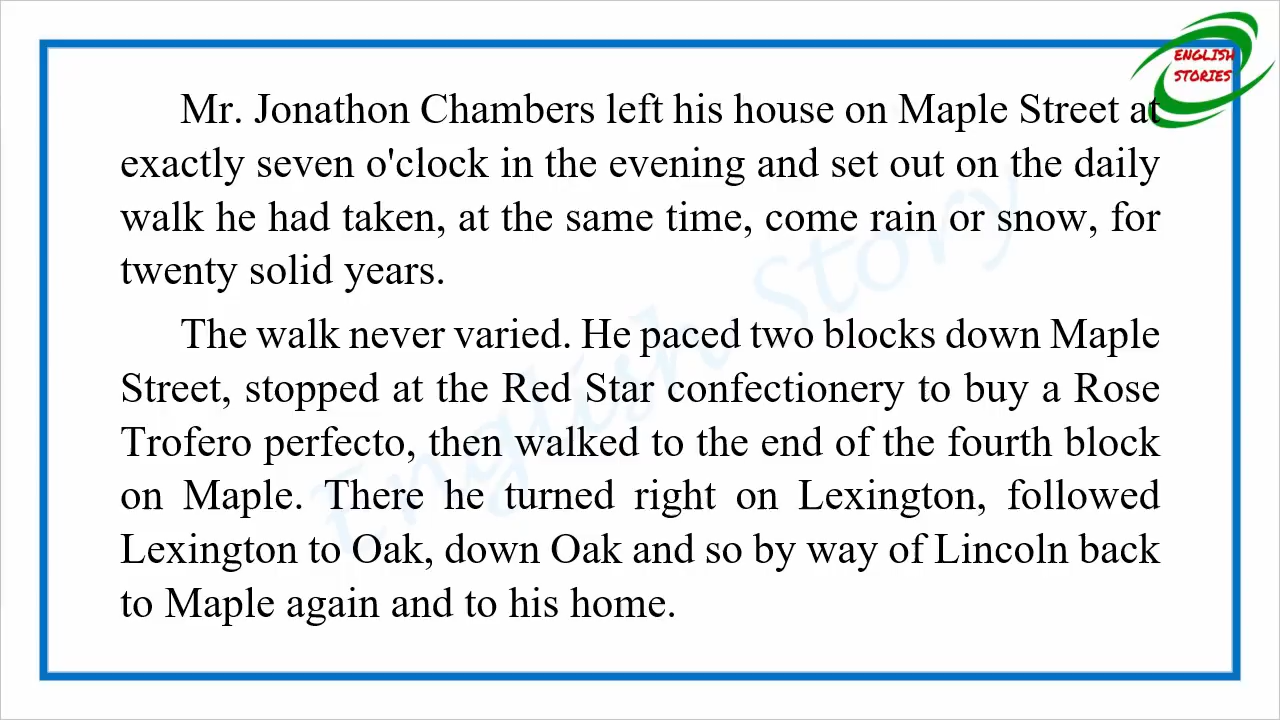 ENGLISH
STORIES
Mr. Jonathon Chambers left his house on Maple Street at
exactly seven o'clock in the evening and set out on the daily
walk he had taken, at the same time, come rain or snow, for
twenty solid years.
The walk never varied. He paced two blocks down Maple
Street, stopped at the Red Star confectionery to buy a Rose
Trofero perfecto, then walked to the end of the fourth block
on Maple. There he turned right on Lexington, followed
Lexington to Oak, down Oak and so by way of Lincoln back
to Maple again and to his home.
English Story